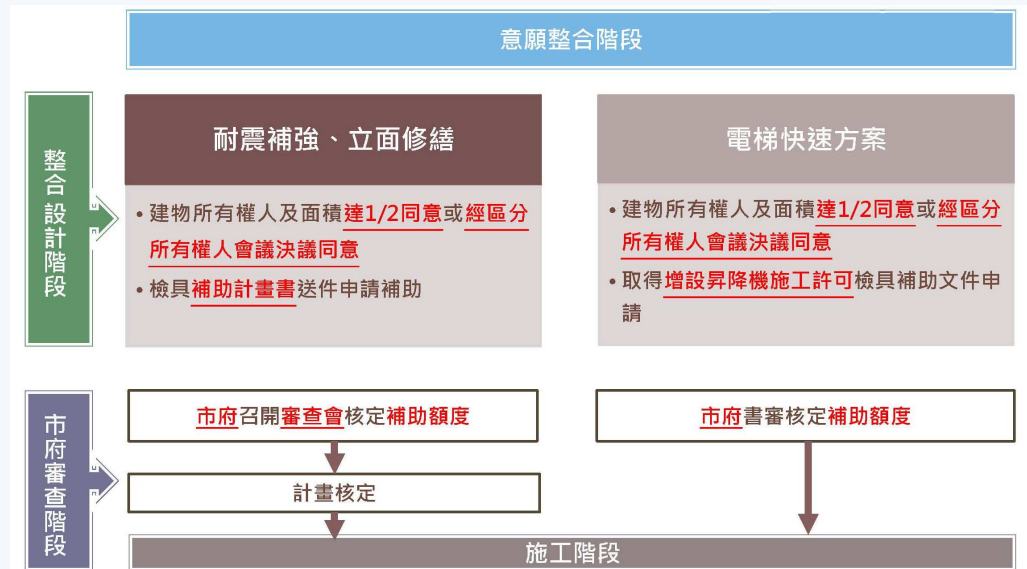 意願整合階段
整合設計階段
耐震補強、立面修繕
• 建物所有權人及面積達1/2同意或經區分
所有權人會議決議同意
• 檢具補助計畫書送件申請補助
電梯快速方案
• 建物所有權人及面積達1/2同意或經區分
所有權人會議決議同意
• 取得增設昇降機施工許可檢具補助文件申
請
市府審查階段
市府召開審查會核定補助額度
計畫核定
市府書審核定補助額度
施工階段